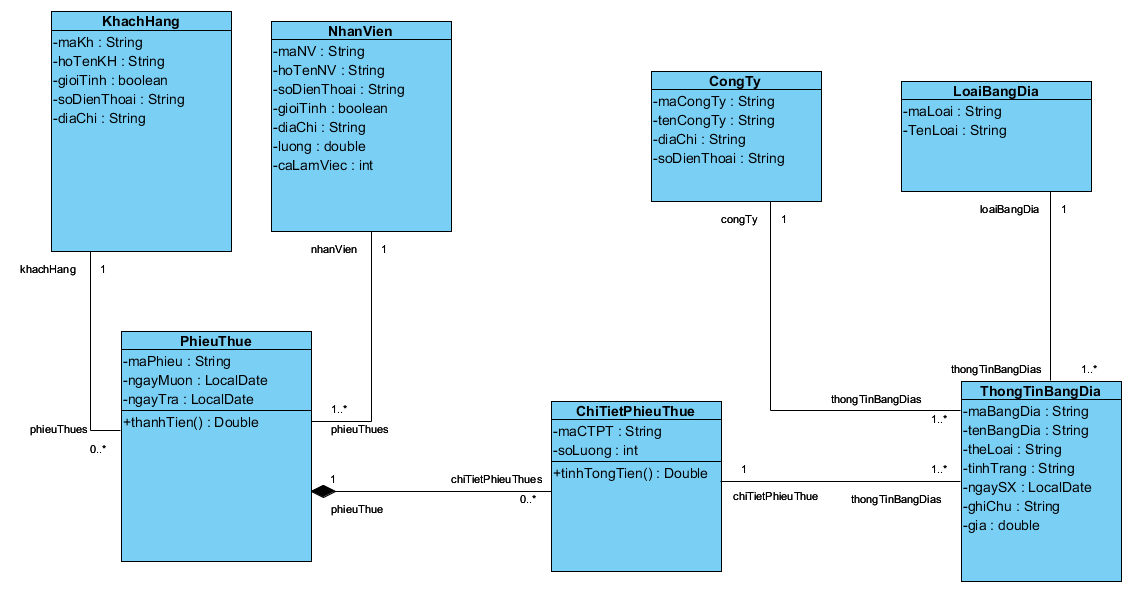 KhachHang
-maKh : String
-hoTenKH : String
-gioiTinh : boolean
-soDienThoai : String
-diaChi : String
NhanVien
-maNV : String
-hoTenNV : String
-soDienThoai : String
-gioiTinh : boolean
-diaChi : String
-luong : double
-caLamViec : int
CongTy
-maCongTy : String
-tenCongTy : String
-diaChi : String
-soDienThoai : String
LoaiBangDia
-maLoai : String
-TenLoai : String
khachHang
1
nhanVien
1
congTy
1
loaiBangDia
1
PhieuThue
-maPhieu : String
-ngayMuon : LocalDate
-ngayTra : LocalDate
+thanhTien() : Double
phieuThues
0..*
1..*
phieuThues
1
phieuThue
chiTietPhieuThues
0..*
ChiTietPhieuThue
-maCTPT : String
-soLuong : int
+tinhTongTien() : Double
1
chiTietPhieuThue
1..*
thongTinBangDias
thongTinBangDias
1..*
thongTinBangDias
1..*
ThongTinBangDia
-maBangDia : String
-tenBangDia : String
-theLoai : String
-tinhTrang : String
-ngaySX : LocalDate
-ghiChu : String
-gia : double